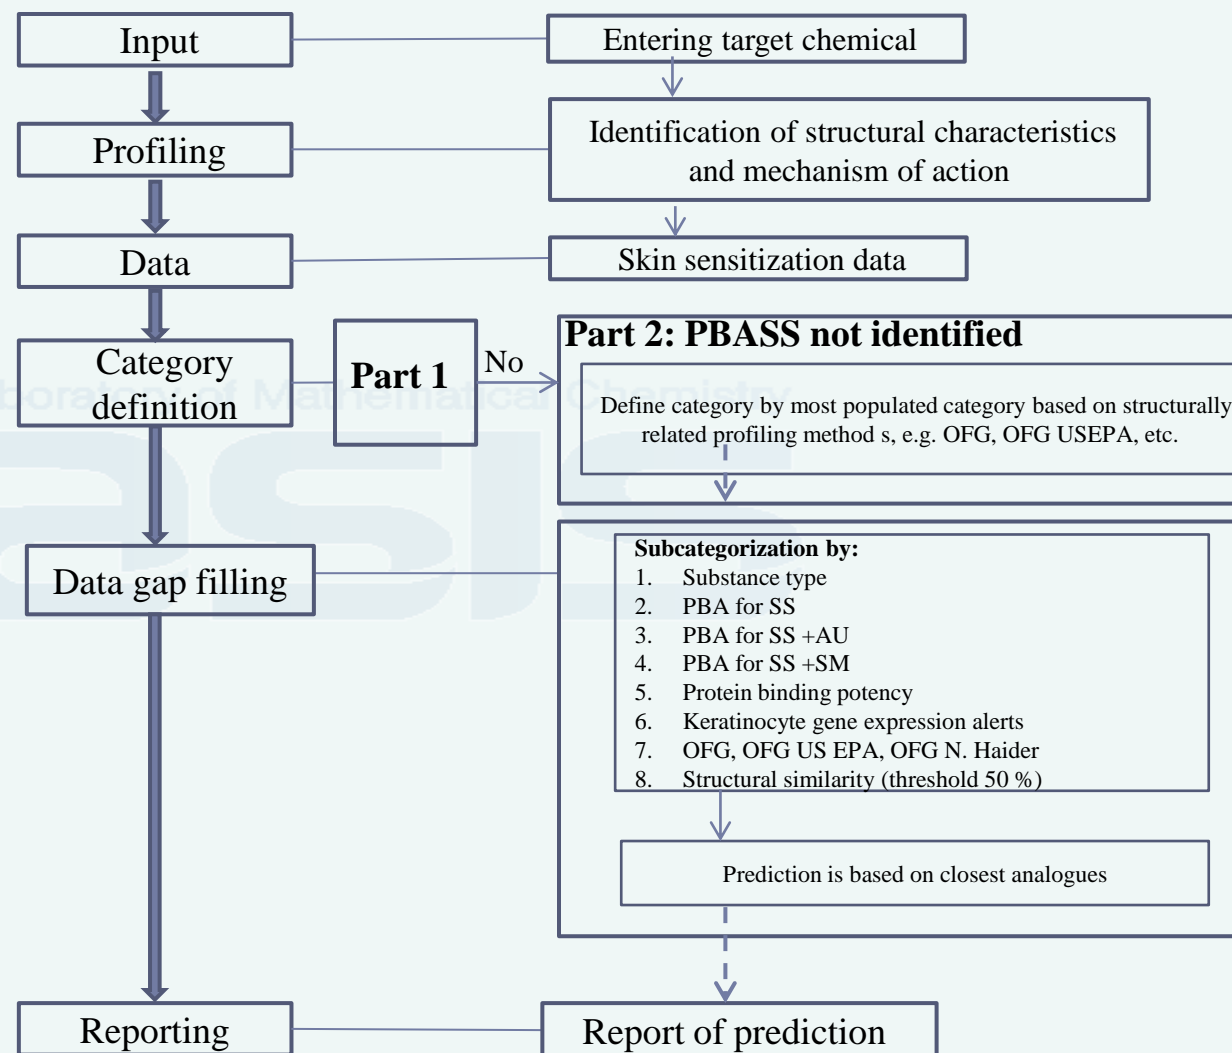 Input
Entering target chemical
Profiling
Identification of structural characteristics
and mechanism of action
Data
Skin sensitization data
Category
definition
Part 1
No
Part 2: PBASS not identified
Define category by most populated category based on structurally
related profiling method s, e.g. OFG, OFG USEPA, etc.
boratory of Mathematical Chemistry
asis
Data gap filling
Subcategorization by:
1. Substance type
2. PBA for SS
3. PBA for SS +AU
4. PBA for SS +SM
5. Protein binding potency
6. Keratinocyte gene expression alerts
7. OFG, OFG US EPA, OFG N. Haider
8. Structural similarity (threshold 50 %)
Prediction is based on closest analogues
Reporting
Report of prediction